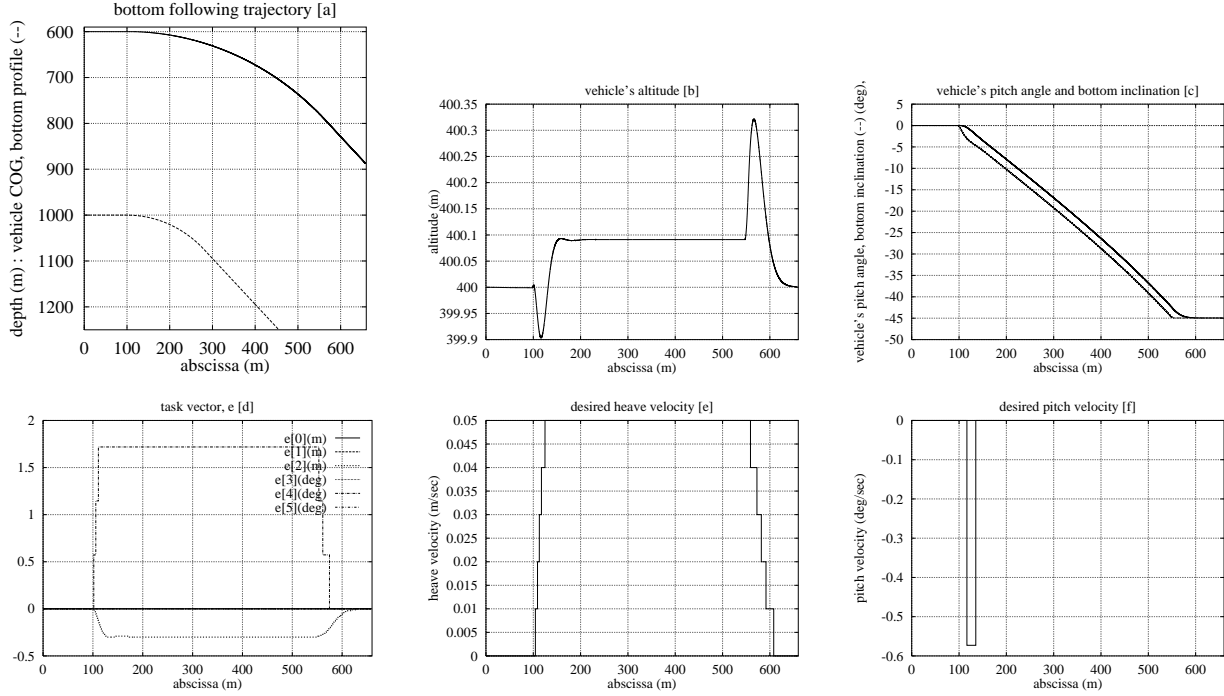 bottom following trajectory [a]
depth (m) : vehicle COG, bottom profile (--)
600
700
800
900
1000
1100
1200
0 100 200 300 400 500 600
abscissa (m)
vehicle's altitude [b]
altitude (m)
400.35
400.3
400.25
400.2
400.15
400.1
400.05
400
399.95
399.9
0 100 200 300 400 500 600
abscissa (m)
vehicle's pitch angle and bottom inclination [c]
vehicle's pitch angle, bottom inclination (--) (deg),
5
0
-5
-10
-15
-20
-25
-30
-35
-40
-45
-50
0 100 200 300 400 500 600
abscissa (m)
task vector, e [d]
2
1.5
1
0.5
0
-0.5
e[0](m)
e[1](m)
e[2](m)
e[3](deg)
e[4](deg)
e[5](deg)
0 100 200 300 400 500 600
abscissa (m)
desired heave velocity [e]
heave velocity (m/sec)
0.05
0.045
0.04
0.035
0.03
0.025
0.02
0.015
0.01
0.005
0
0 100 200 300 400 500 600
abscissa (m)
desired pitch velocity [f]
pitch velocity (deg/sec)
0
-0.1
-0.2
-0.3
-0.4
-0.5
-0.6
0 100 200 300 400 500 600
abscissa (m)